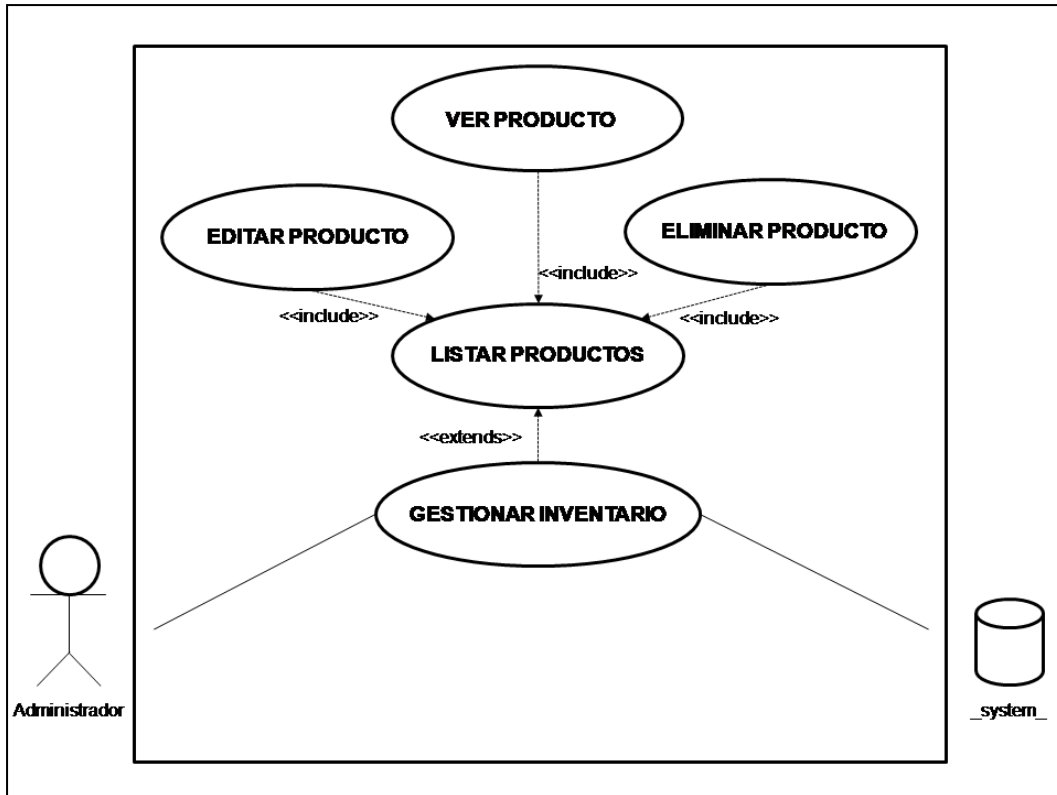 VER PRODUCTO
EDITAR PRODUCTO
ELIMINAR PRODUCTO
<<include>>
<<include>>
<<include>>
LISTAR PRODUCTOS
<<extends>>
GESTIONAR INVENTARIO
Administrador
_system_